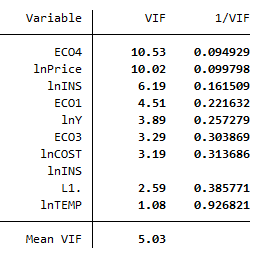 Variable VIF 1/VIF
ECO4 10.53 0.094929
lnPrice 10.02 0.099798
lnINS 6.19 0.161509
ECO1 4.51 0.221632
lnY 3.89 0.257279
ECO3 3.29 0.303869
lnCOST 3.19 0.313686
lnINS
L1. 2.59 0.385771
lnTEMP 1.08 0.926821
Mean VIF 5.03